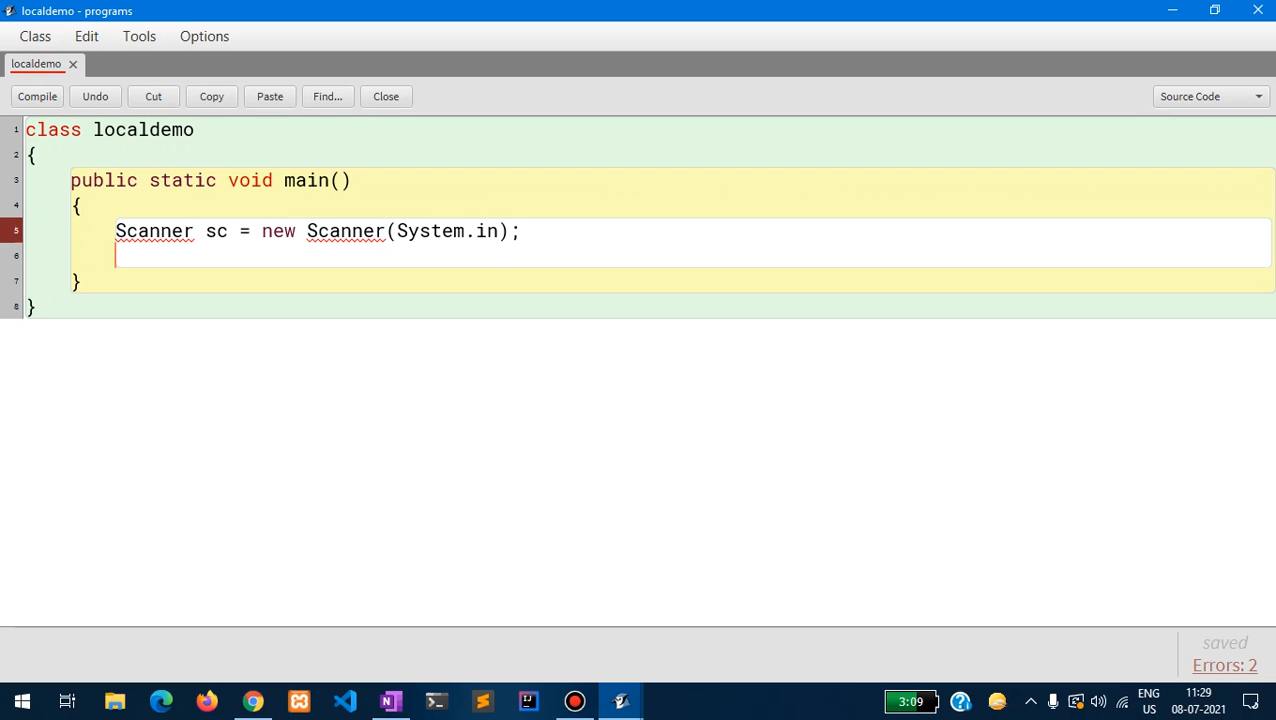 localdemo - programs
Class Edit Tools Options
localdemo
Compile Undo Cut Copy Paste Find... Close Source Code
1 class localdemo
2 {
3 public static void main()
4 {
5 Scanner sc = new Scanner(System.in);
6
7 }
8 }
saved
Errors: 2
3:09 ENG 11:29
US 08-07-2021